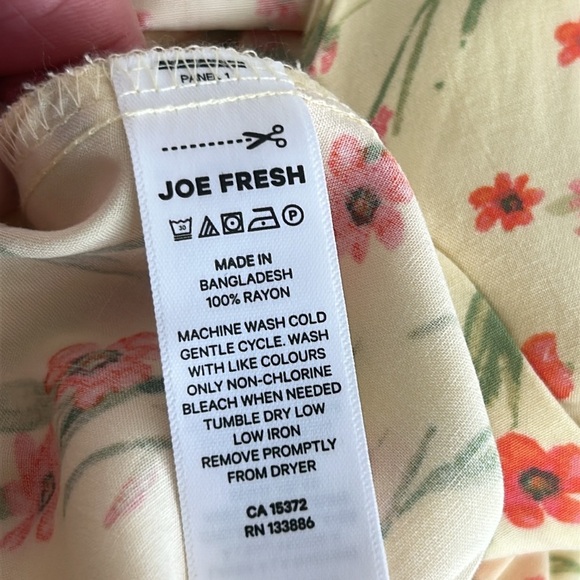 PANEL 1
JOE FRESH
30
P
MADE IN
BANGLADESH
100% RAYON
MACHINE WASH COLD
GENTLE CYCLE. WASH
WITH LIKE COLOURS
ONLY NON-CHLORINE
BLEACH WHEN NEEDED
TUMBLE DRY LOW
LOW IRON
REMOVE PROMPTLY
FROM DRYER
CA 15372
RN 133886